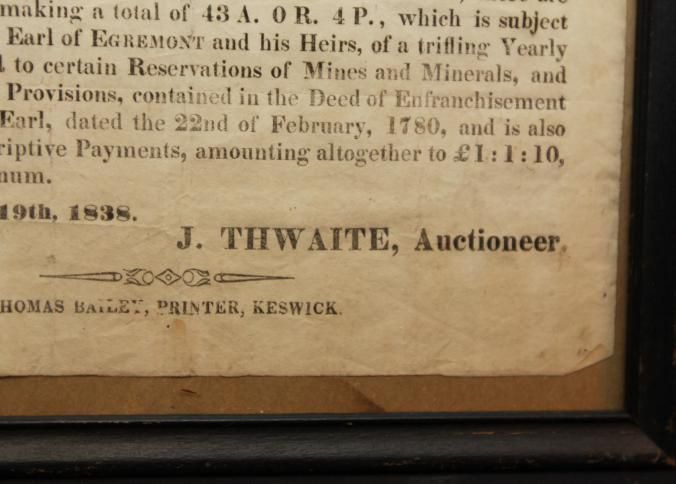 making a total of 43 A. 0 R. 4 P., which is subject
Earl of EGREMONT and his Heirs, of a trifling Yearly
to certain Reservations of Mines and Minerals, and
Provisions, contained in the Deed of Enfranchisement
Earl, dated the 22nd of February, 1780, and is also
riptive Payments, amounting altogether to £1:1:10,
num.
19th, 1838.
J. THWAITE, Auctioneer.
HOMAS BAILEY, PRINTER, KESWICK.